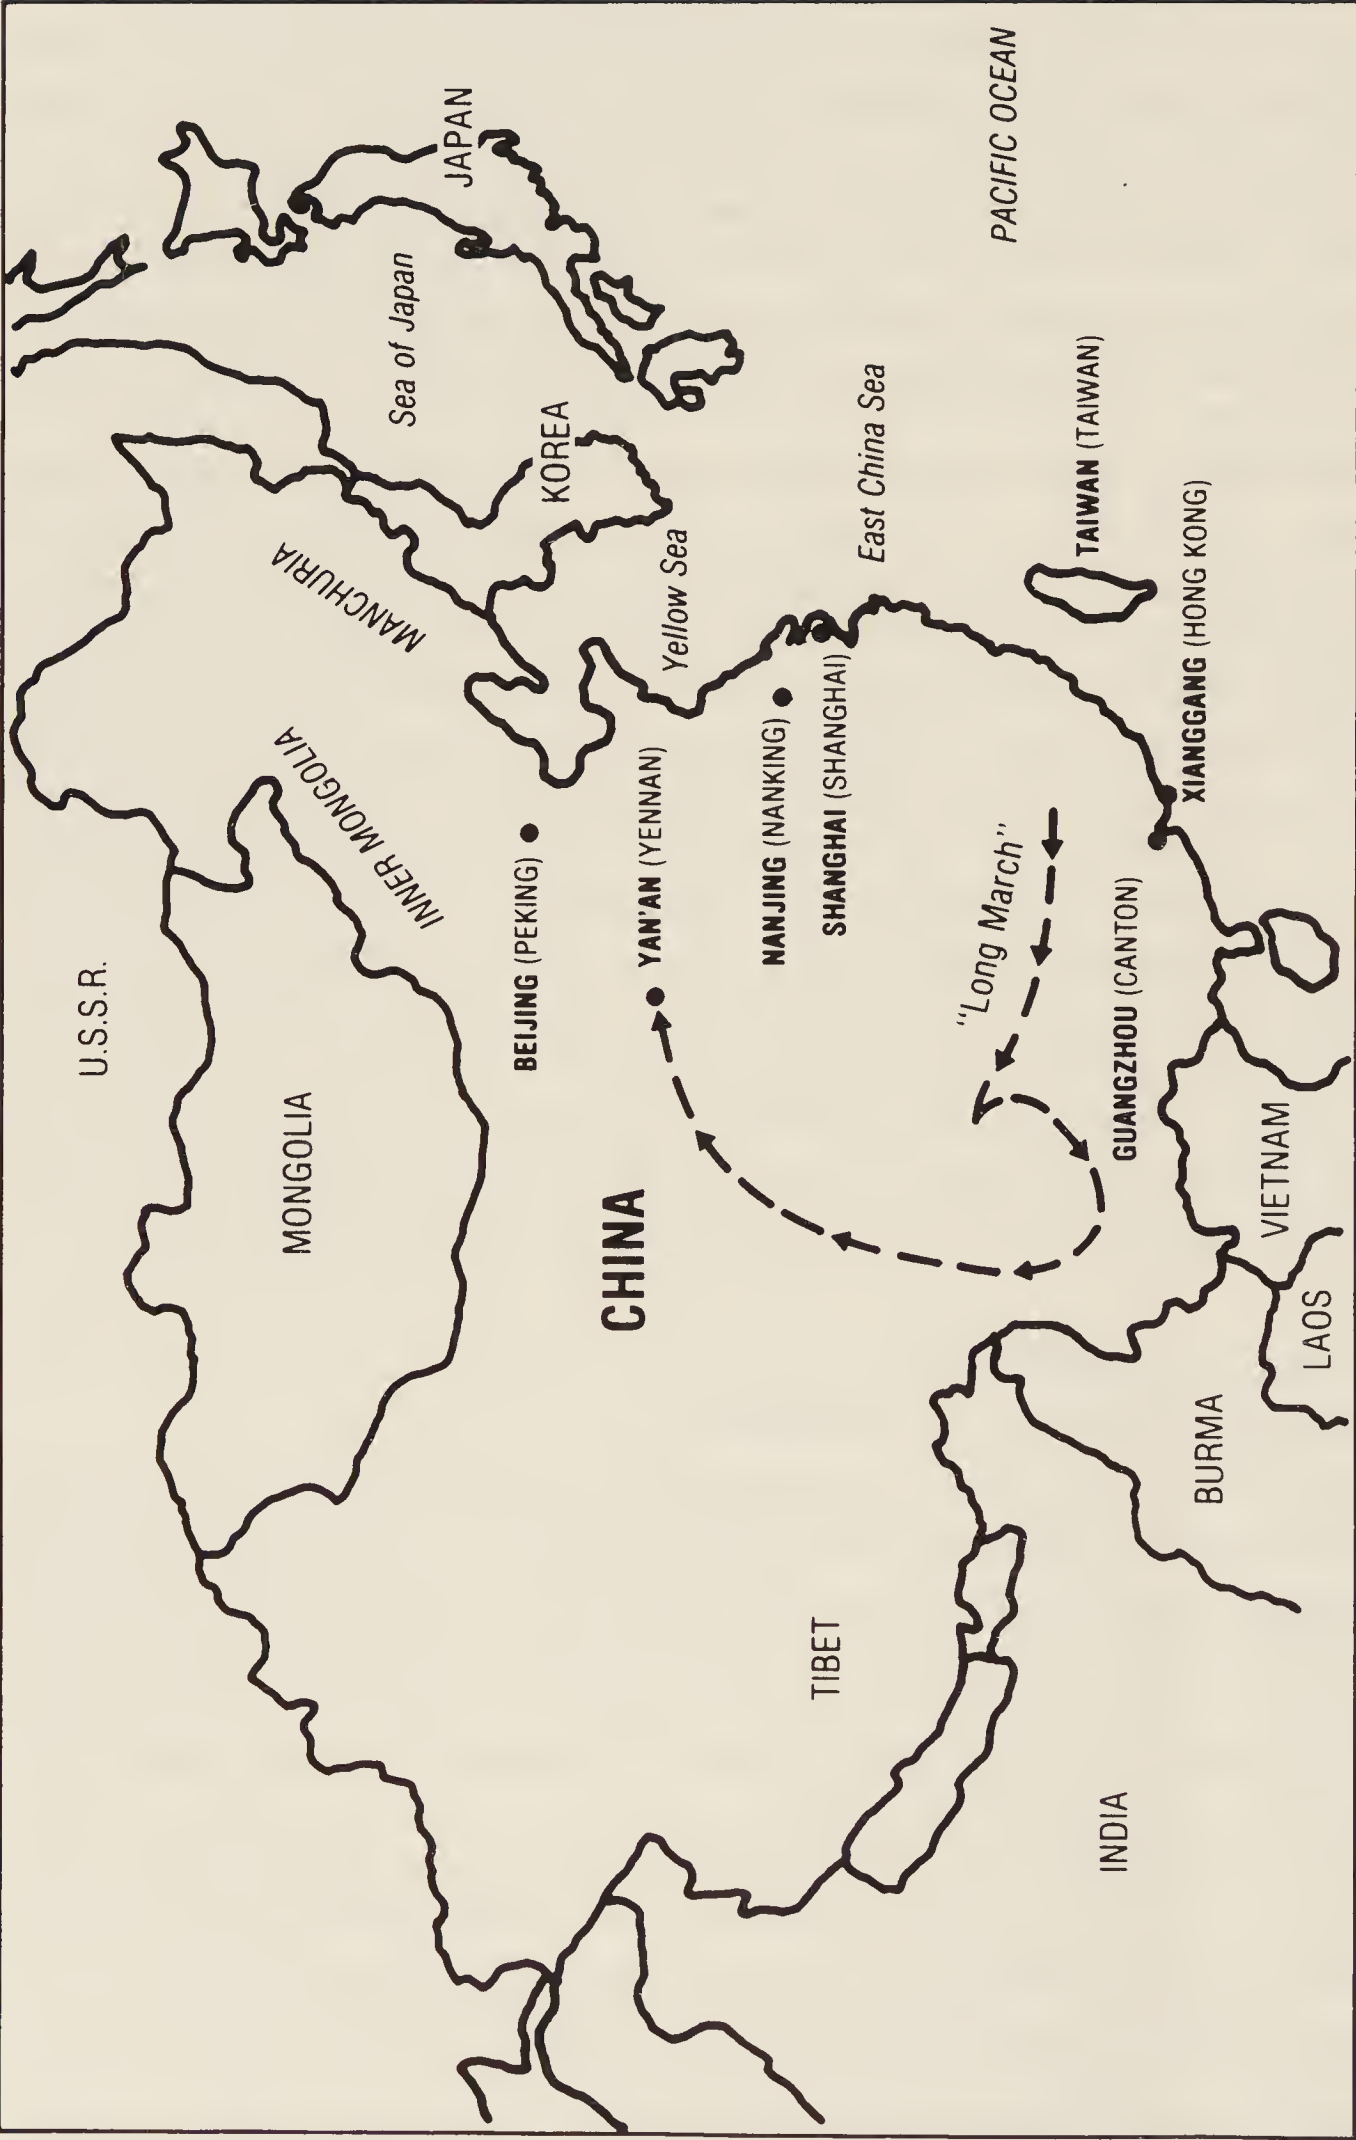 U.S.S.R.
MONGOLIA
INNER MONGOLIA
MANCHURIA
JAPAN
Sea of Japan
KOREA
BEIJING (PEKING)
CHINA
YAN'AN (YENNAN)
Yellow Sea
NANJING (NANKING)
SHANGHAI (SHANGHAI)
East China Sea
TIBET
"Long March"
PACIFIC OCEAN
TAIWAN (TAIWAN)
INDIA
GUANGZHOU (CANTON)
XIANGGANG (HONG KONG)
BURMA
VIETNAM
LAOS